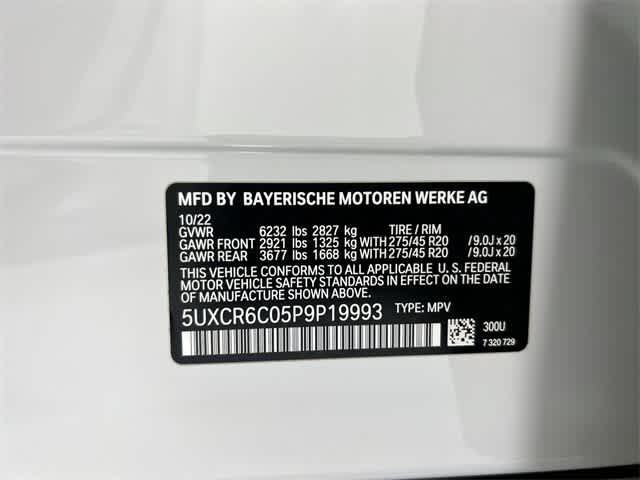 MFD BY BAYERISCHE MOTOREN WERKE AG
10/22
GVWR 6232 lbs 2827 kg TIRE / RIM
GAWR FRONT 2921 lbs 1325 kg WITH 275/45 R20 /9.0J x 20
GAWR REAR 3677 lbs 1668 kg WITH 275/45 R20 /9.0J x 20
THIS VEHICLE CONFORMS TO ALL APPLICABLE U. S. FEDERAL
MOTOR VEHICLE SAFETY STANDARDS IN EFFECT ON THE DATE
OF MANUFACTURE SHOWN ABOVE.
5UXCR6C05P9P19993 TYPE: MPV
300U
7 320 729